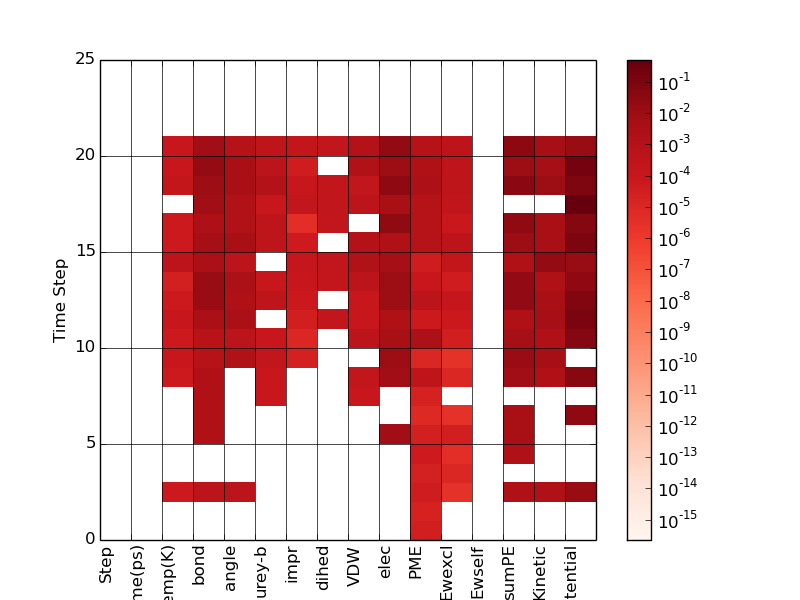 25
20
15
10
5
0
Time Step
Step
me(ps)
emp(K)
bond
angle
urey-b
impr
dihed
VDW
elec
PME
Ewexcl
Ewself
sumPE
Kinetic
tential
10^-1
10^-2
10^-3
10^-4
10^-5
10^-6
10^-7
10^-8
10^-9
10^-10
10^-11
10^-12
10^-13
10^-14
10^-15